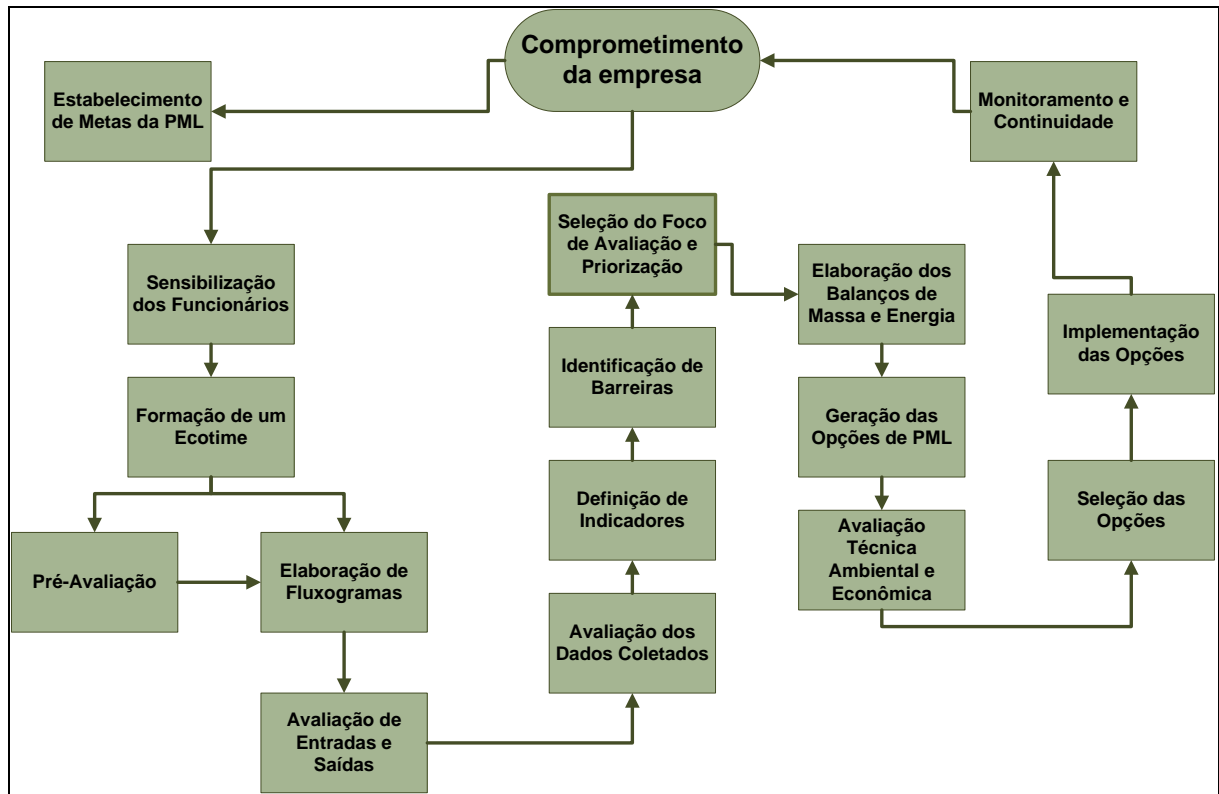 Comprometimento
da empresa
Estabelecimento
de Metas da PML
Monitoramento e
Continuidade
Sensibilização
dos Funcionários
Formação de um
Ecotime
Pré-Avaliação
Elaboração de
Fluxogramas
Avaliação de
Entradas e
Saídas
Avaliação dos
Dados Coletados
Definição de
Indicadores
Identificação de
Barreiras
Seleção do Foco
de Avaliação e
Priorização
Elaboração dos
Balanços de
Massa e Energia
Geração das
Opções de PML
Avaliação
Técnica
Ambiental e
Econômica
Seleção das
Opções
Implementação
das Opções